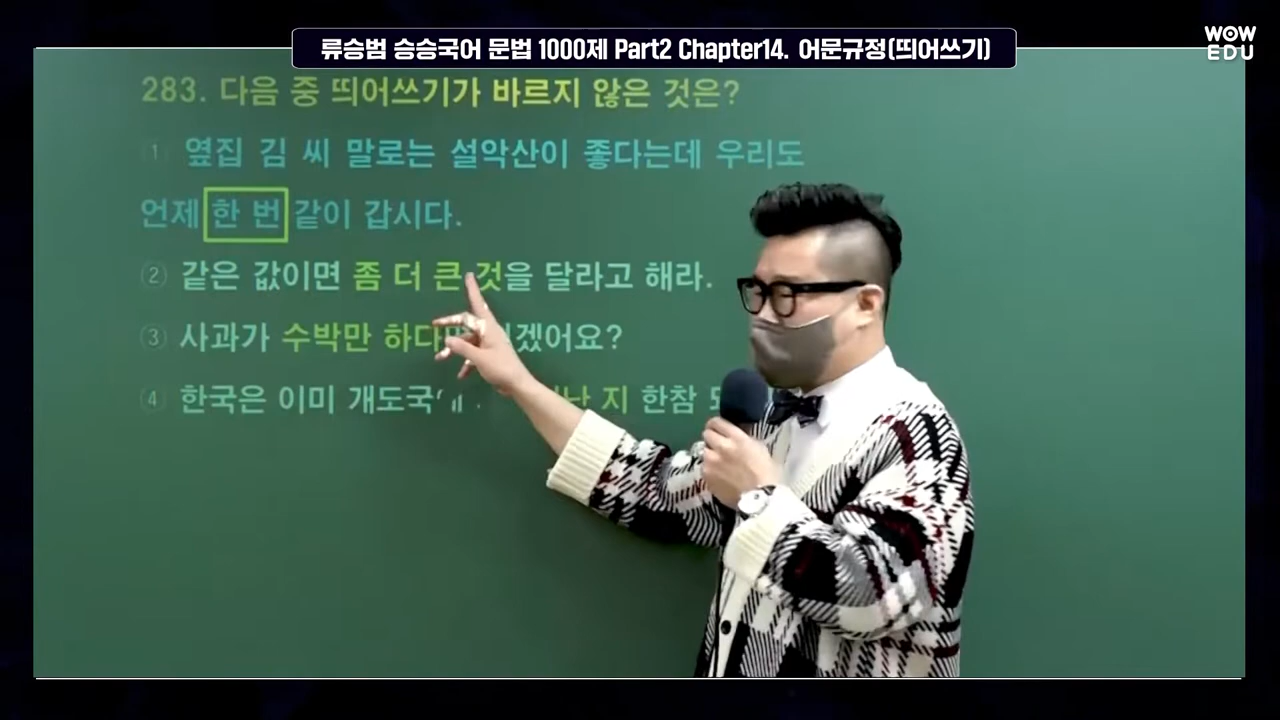 류승범 승승국어 문법 1000제 Part2 Chapter14. 어문규정(띄어쓰기)
WOW
EDU
283. 다음 중 띄어쓰기가 바르지 않은 것은?
① 옆집 김 씨 말로는 설악산이 좋다는데 우리도
언제 한 번 같이 갑시다.
② 같은 값이면 좀 더 큰 것을 달라고 해라.
③ 사과가 수박만 하다 겠어요?
④ 한국은 이미 개도국 지 한참